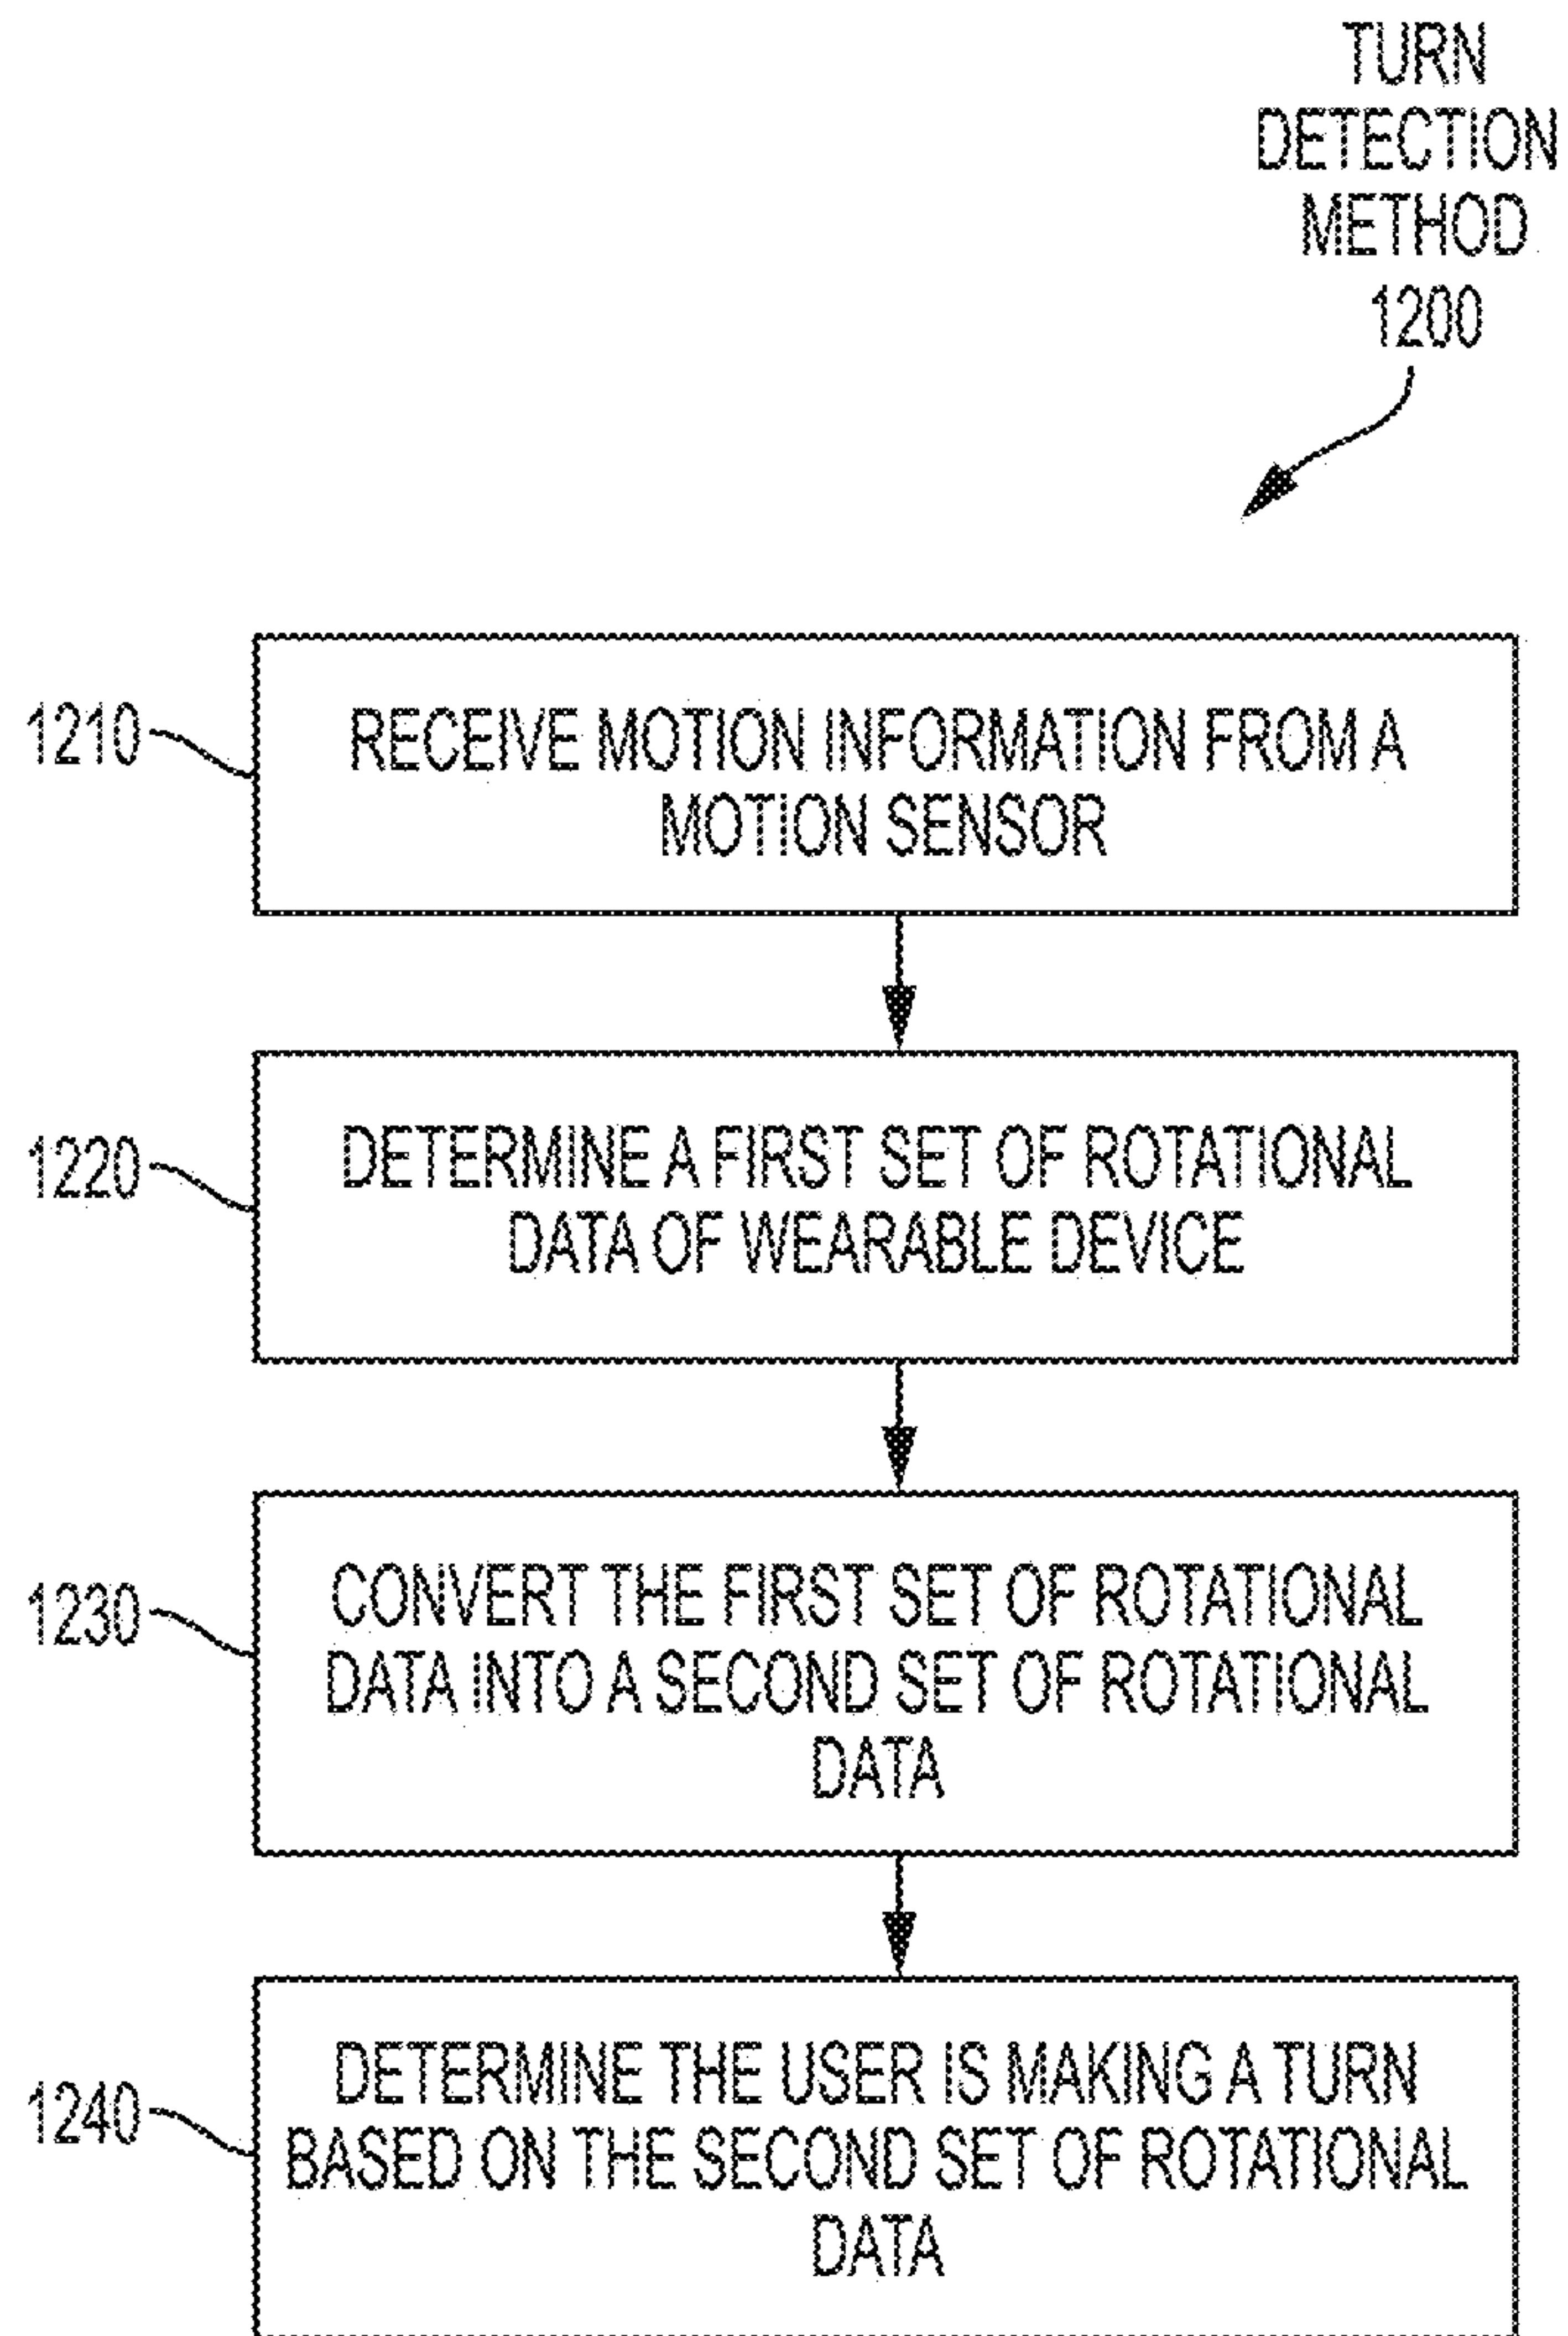 TURN
DETECTION
METHOD
1200
1210
RECEIVE MOTION INFORMATION FROM A
MOTION SENSOR
1220
DETERMINE A FIRST SET OF ROTATIONAL
DATA OF WEARABLE DEVICE
1230
CONVERT THE FIRST SET OF ROTATIONAL
DATA INTO A SECOND SET OF ROTATIONAL
DATA
1240
DETERMINE THE USER IS MAKING A TURN
BASED ON THE SECOND SET OF ROTATIONAL
DATA